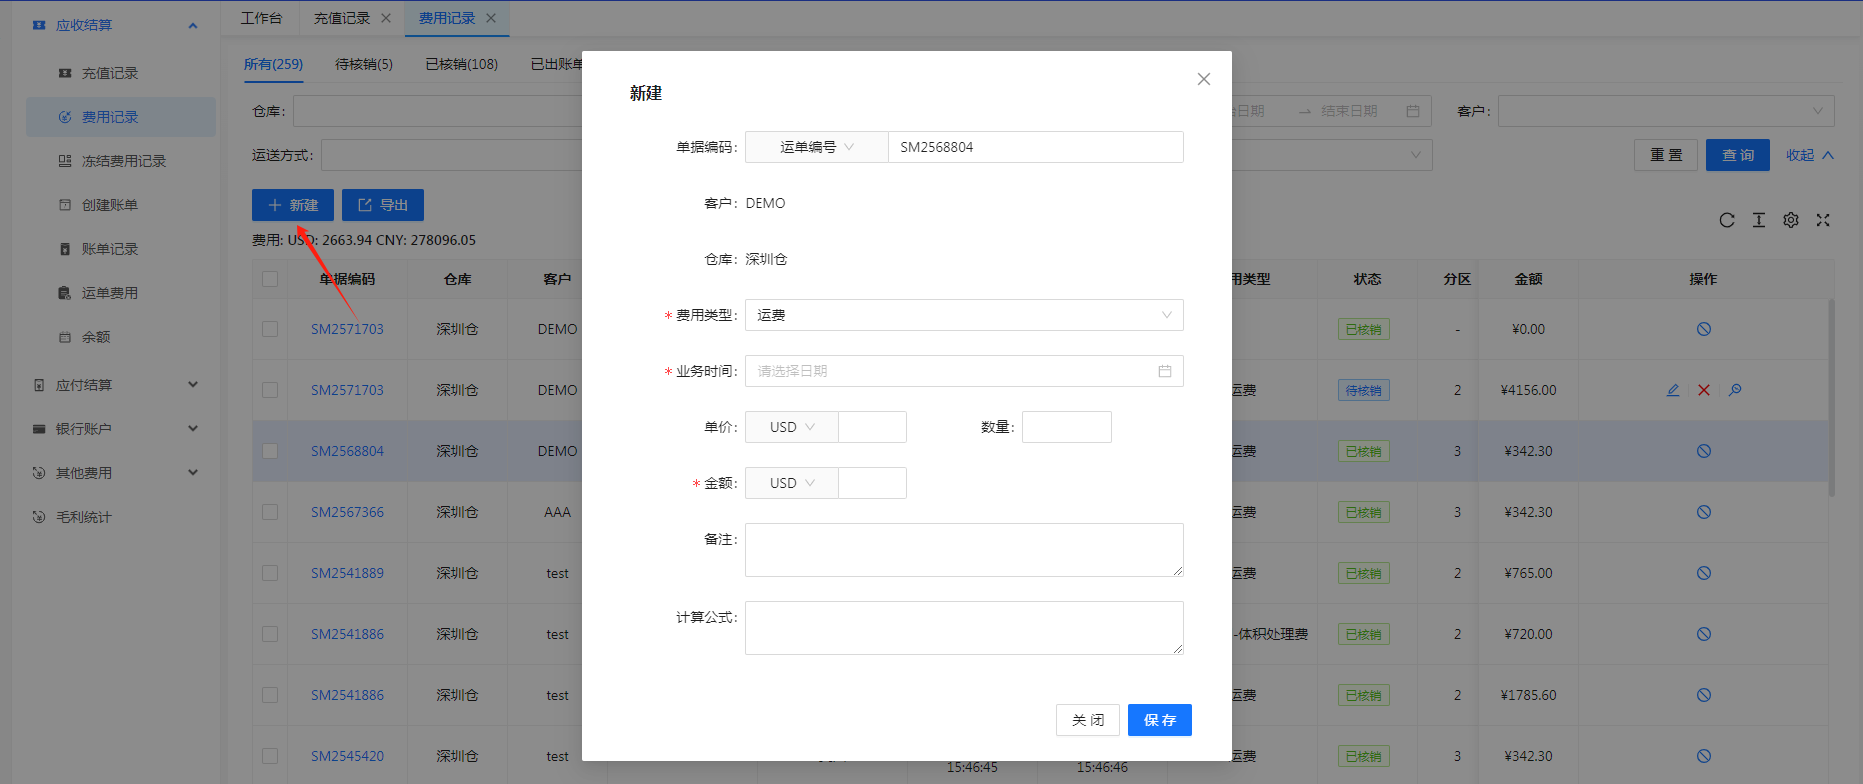 应收结算
充值记录
费用记录
冻结费用记录
创建账单
账单记录
运单费用
余额
应付结算
银行账户
其他费用
毛利统计
工作台 充值记录 费用记录
所有(259) 待核销(5) 已核销(108) 已出账单
仓库: 始日期 → 结束日期 客户:
运送方式: 重 置 查 询 收起
新建 导出
费用: USD: 2663.94 CNY: 278096.05
单据编码 仓库 客户 用类型 状态 分区 金额 操作
SM2571703 深圳仓 DEMO 已核销 - ¥0.00
SM2571703 深圳仓 DEMO 运费 待核销 2 ¥4156.00
SM2568804 深圳仓 DEMO 运费 已核销 3 ¥342.30
SM2567366 深圳仓 AAA 运费 已核销 3 ¥342.30
SM2541889 深圳仓 test 运费 已核销 2 ¥765.00
SM2541886 深圳仓 test -体积处理费 已核销 2 ¥720.00
SM2541886 深圳仓 test 运费 已核销 2 ¥1785.60
SM2545420 深圳仓 test 运费 已核销 3 ¥342.30
15:46:45 15:46:46
新建
单据编码: 运单编号 SM2568804
客户: DEMO
仓库: 深圳仓
* 费用类型: 运费
* 业务时间: 请选择日期
单价: USD 数量:
* 金额: USD
备注:
计算公式:
关 闭 保 存